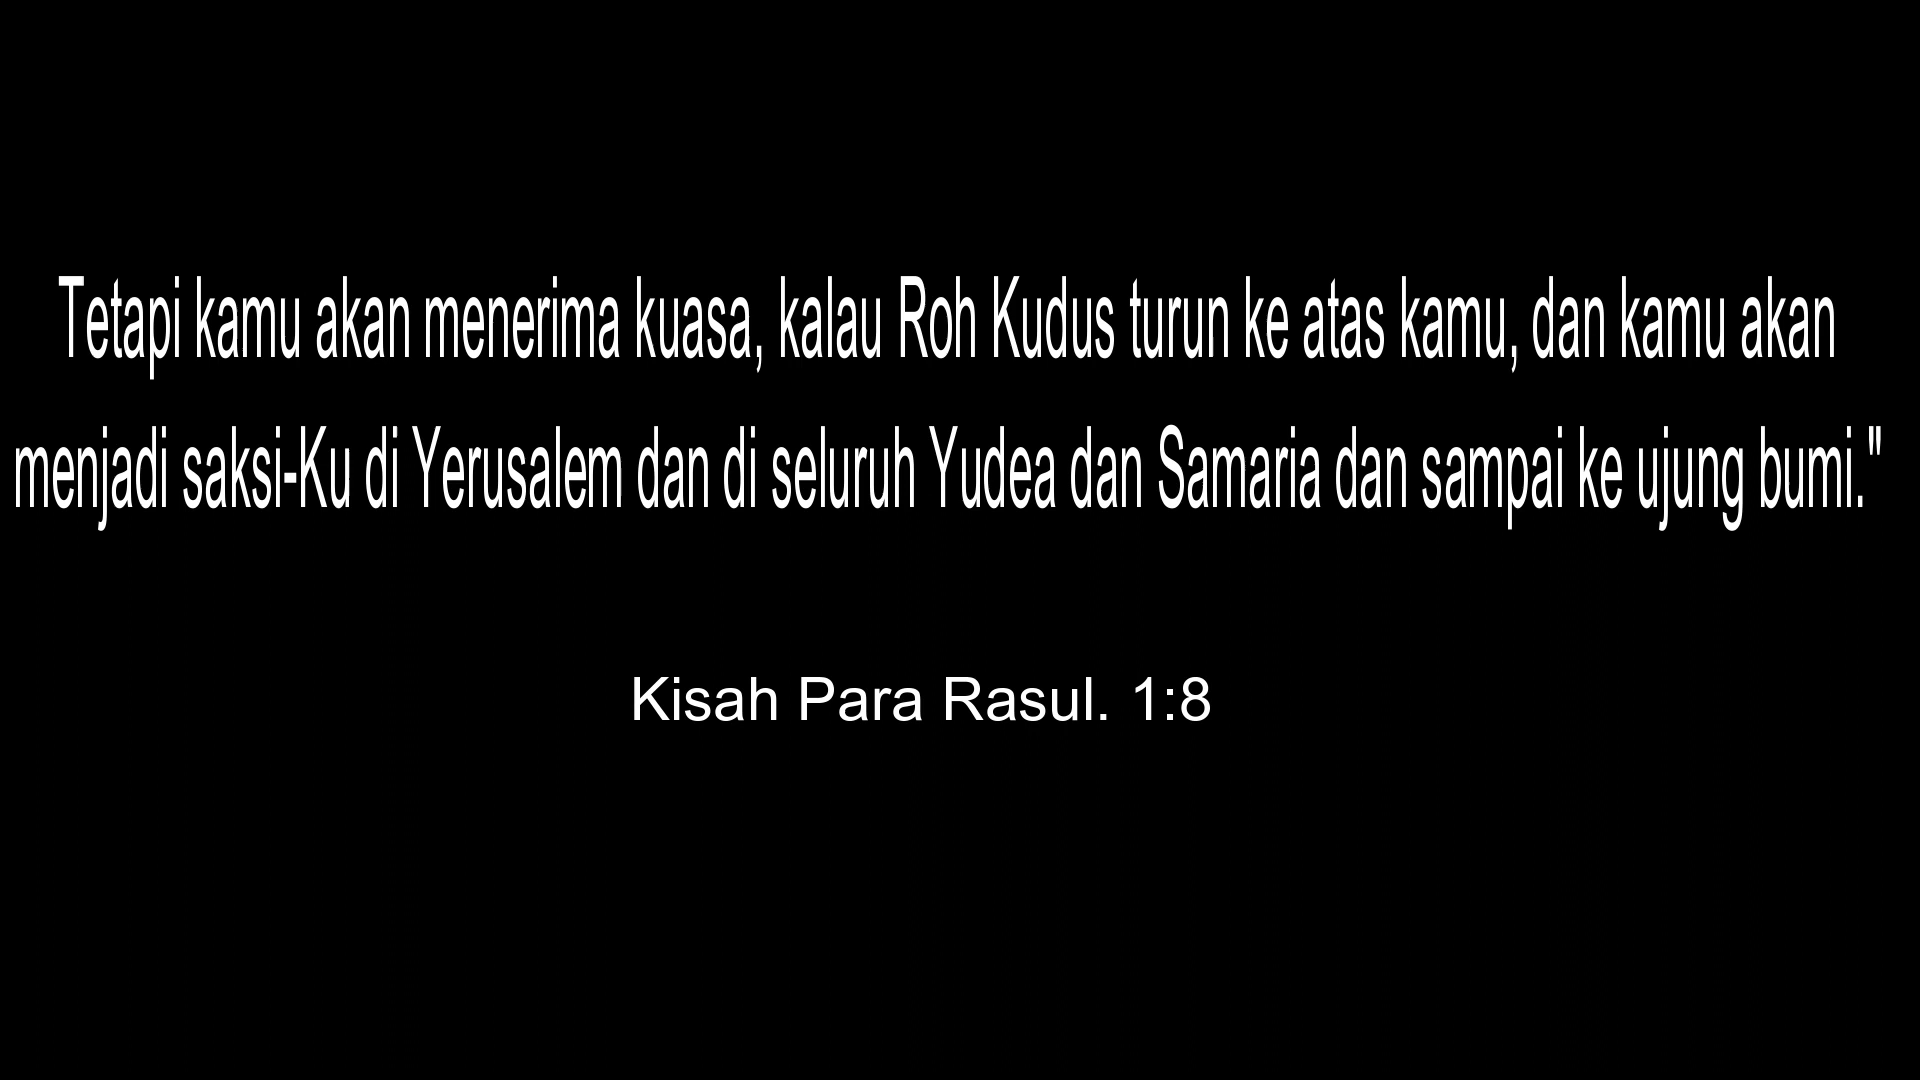 Tetapi kamu akan menerima kuasa, kalau Roh Kudus turun ke atas kamu, dan kamu akan
menjadi saksi-Ku di Yerusalem dan di seluruh Yudea dan Samaria dan sampai ke ujung bumi."
Kisah Para Rasul. 1:8